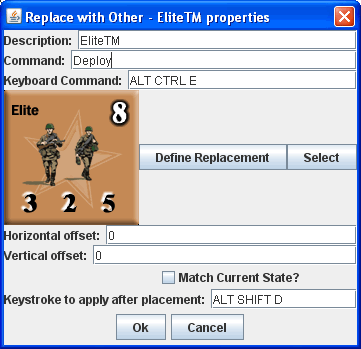 Replace with Other - EliteTM properties
Description: EliteTM
Command: Deploy
Keyboard Command: ALT CTRL E
Elite 8
3 2 5
Define Replacement Select
Horizontal offset: 0
Vertical offset: 0
Match Current State?
Keystroke to apply after placement: ALT SHIFT D
Ok Cancel